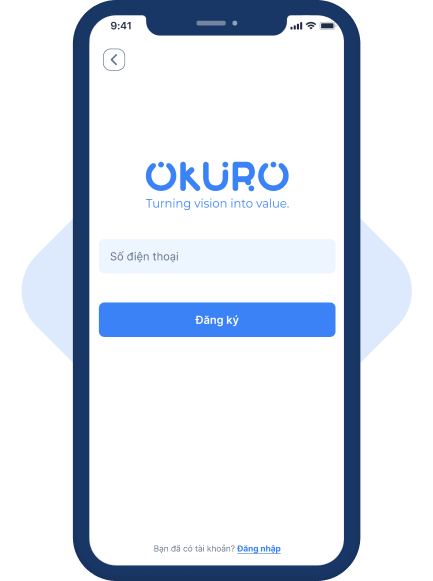 9:41
OKURO
Turning vision into value.
Số điện thoại
Đăng ký
Bạn đã có tài khoản? Đăng nhập